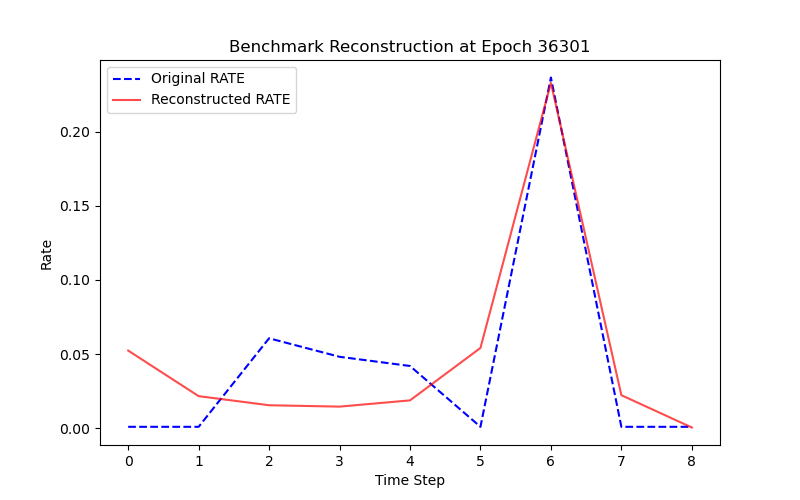 Benchmark Reconstruction at Epoch 36301
Original RATE
Reconstructed RATE
Rate
0.20
0.15
0.10
0.05
0.00
0 1 2 3 4 5 6 7 8
Time Step